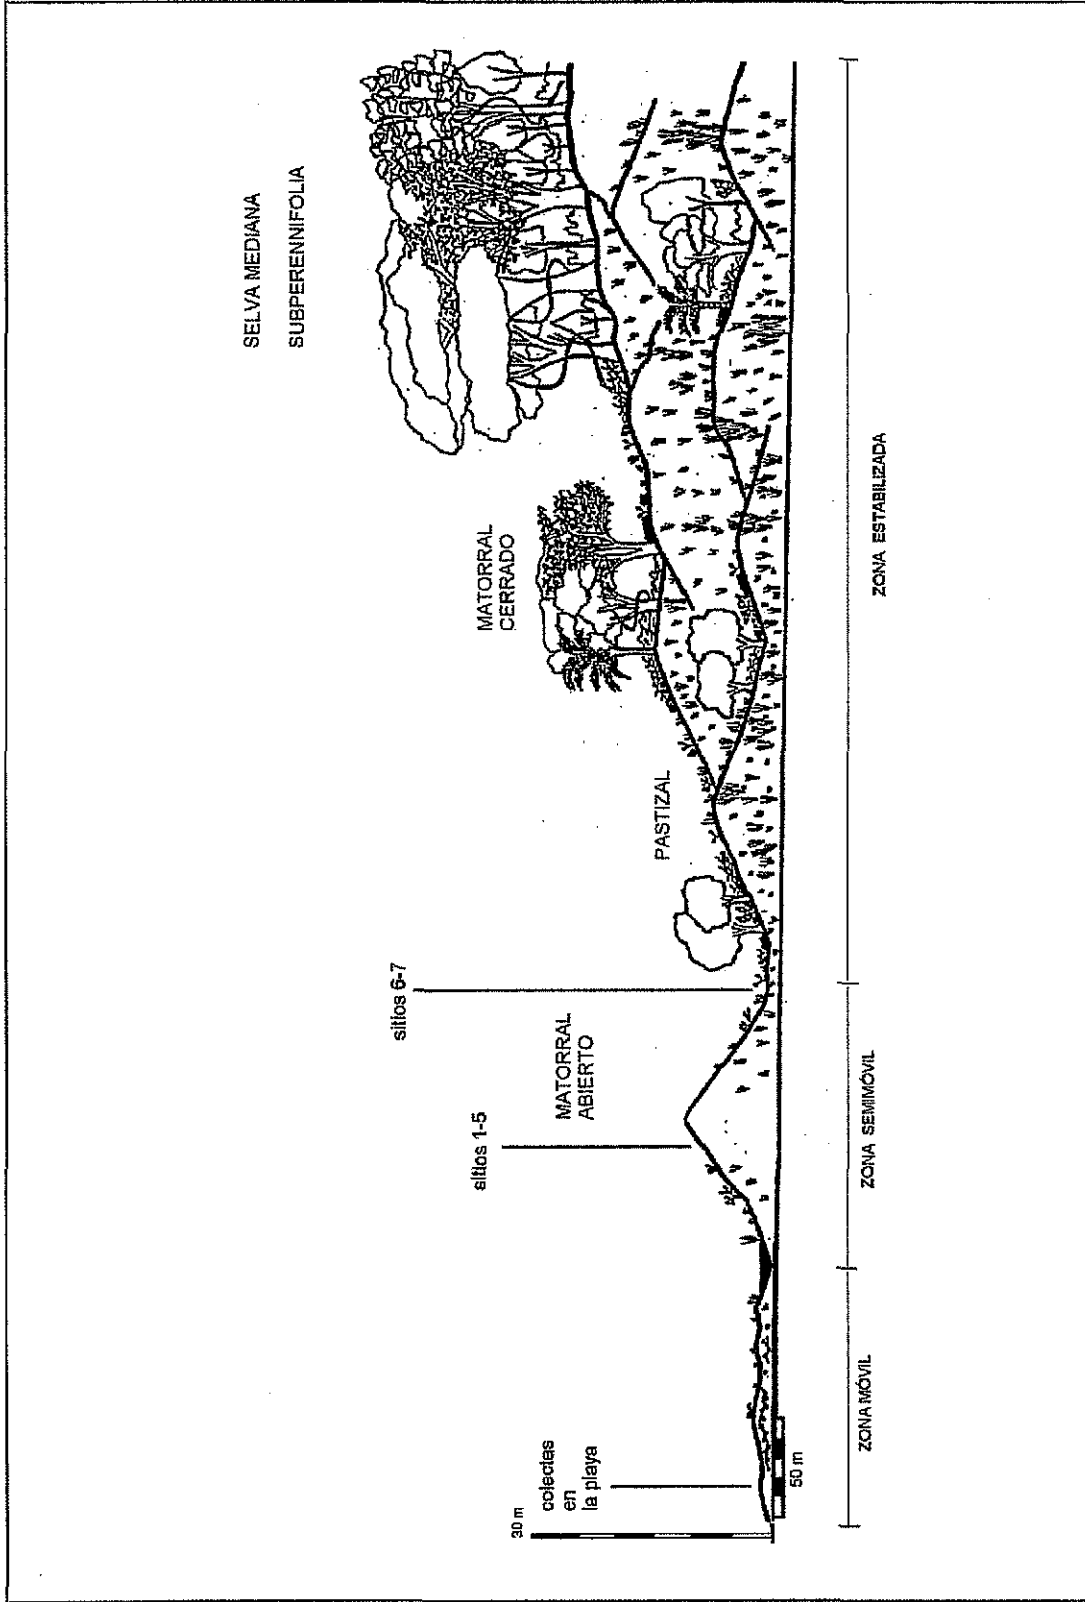 SELVA MEDIANA
SUBPERENNIFOLIA
MATORRAL
CERRADO
PASTIZAL
sitios 6-7
MATORRAL
ABIERTO
sitios 1-5
colectas
en
la playa
30 m
50 m
ZONA MÓVIL
ZONA SEMIMÓVIL
ZONA ESTABILIZADA